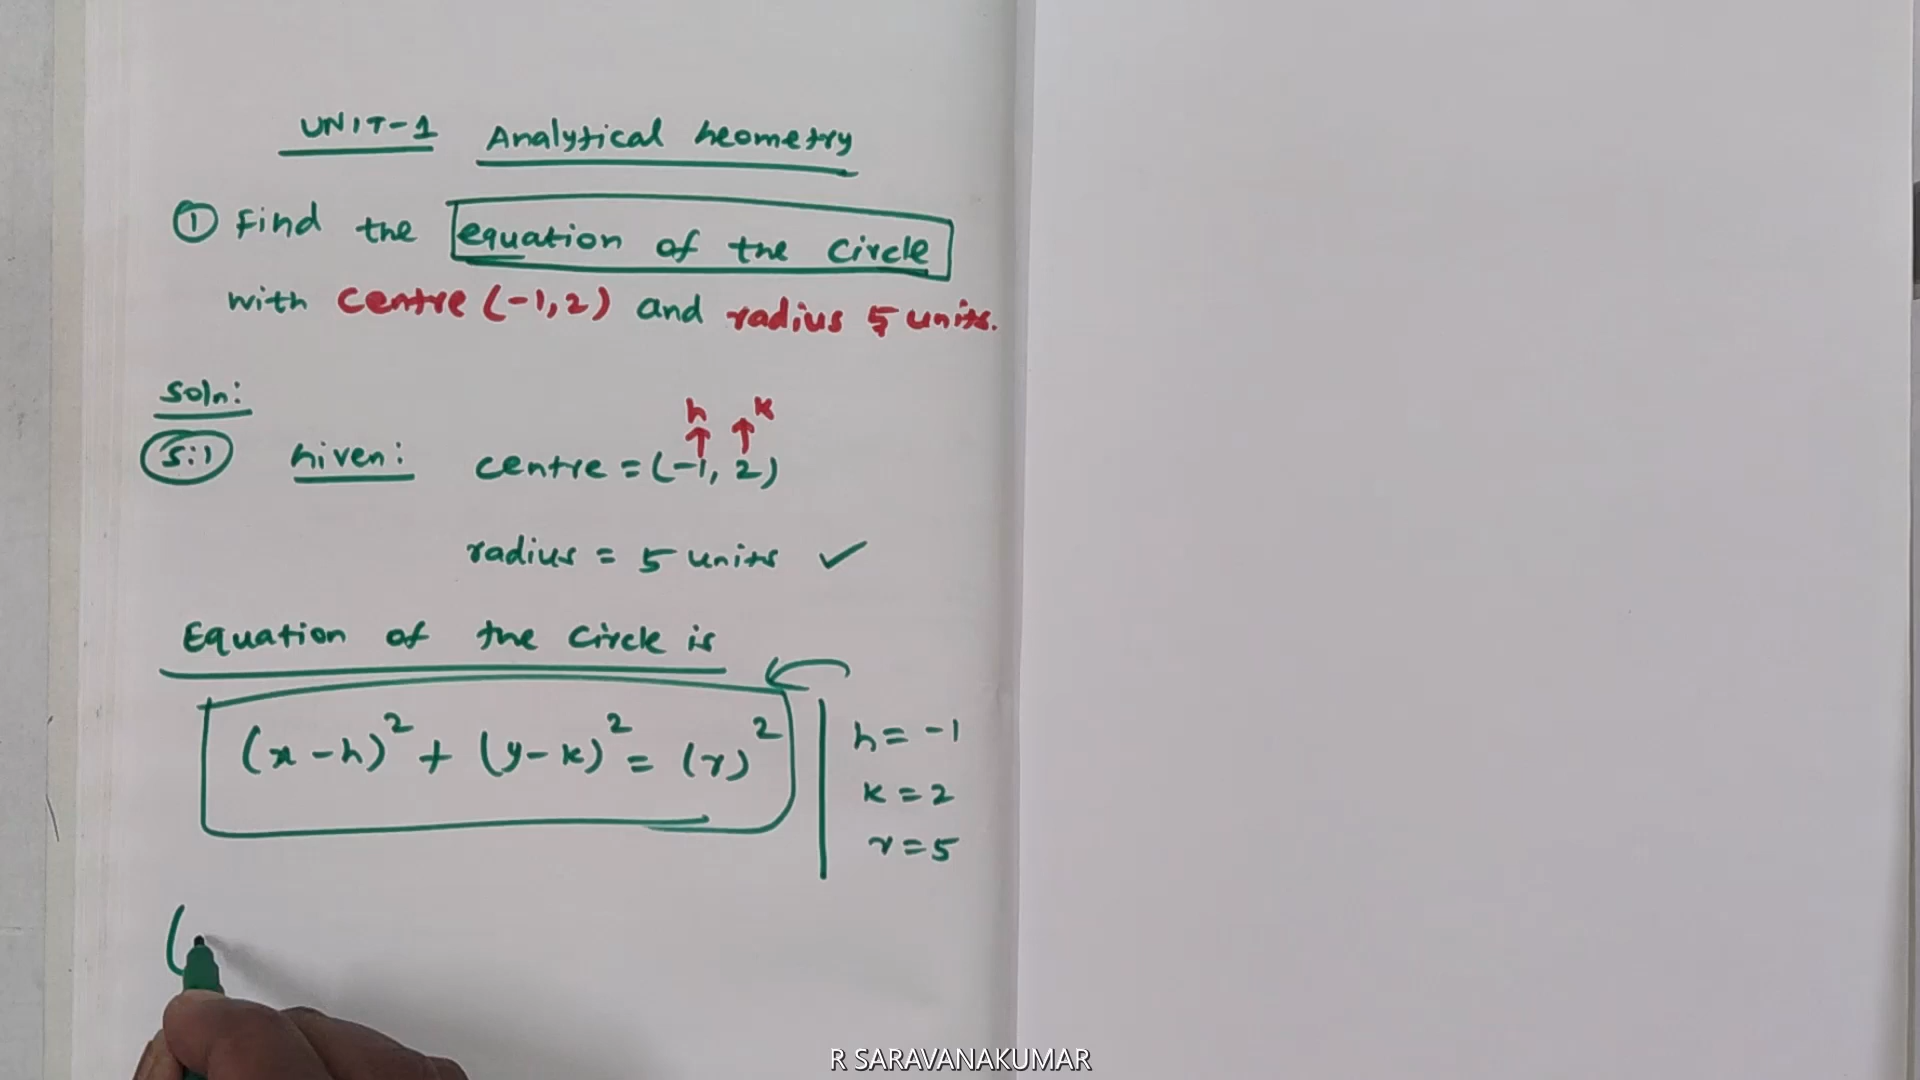 UNIT-1 Analytical Geometry
① Find the equation of the Circle
with Centre (-1,2) and radius 5 units.
Soln:
h k
S:1 Given: centre = (-1, 2)
radius = 5 units ✓
Equation of the Circle is
(x-h)² + (y-k)² = (r)²
h = -1
k = 2
r = 5
(
R SARAVANAKUMAR